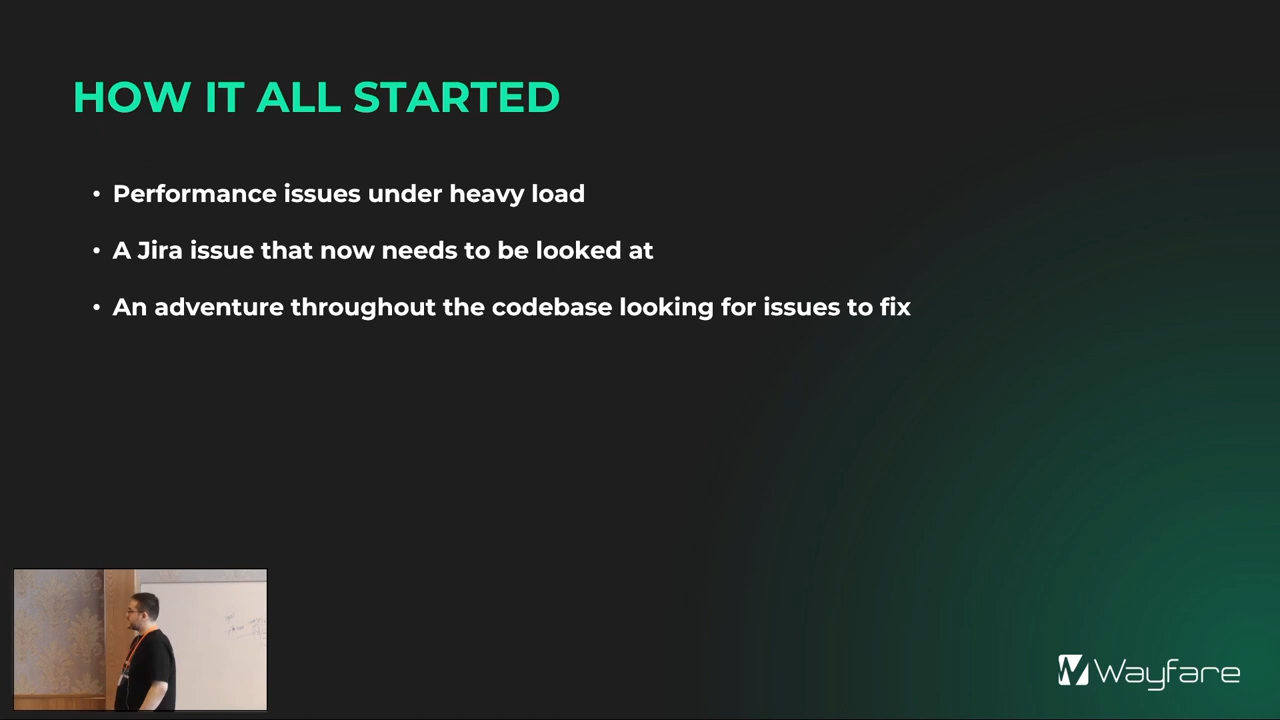 HOW IT ALL STARTED
• Performance issues under heavy load
• A Jira issue that now needs to be looked at
• An adventure throughout the codebase looking for issues to fix
Wayfare